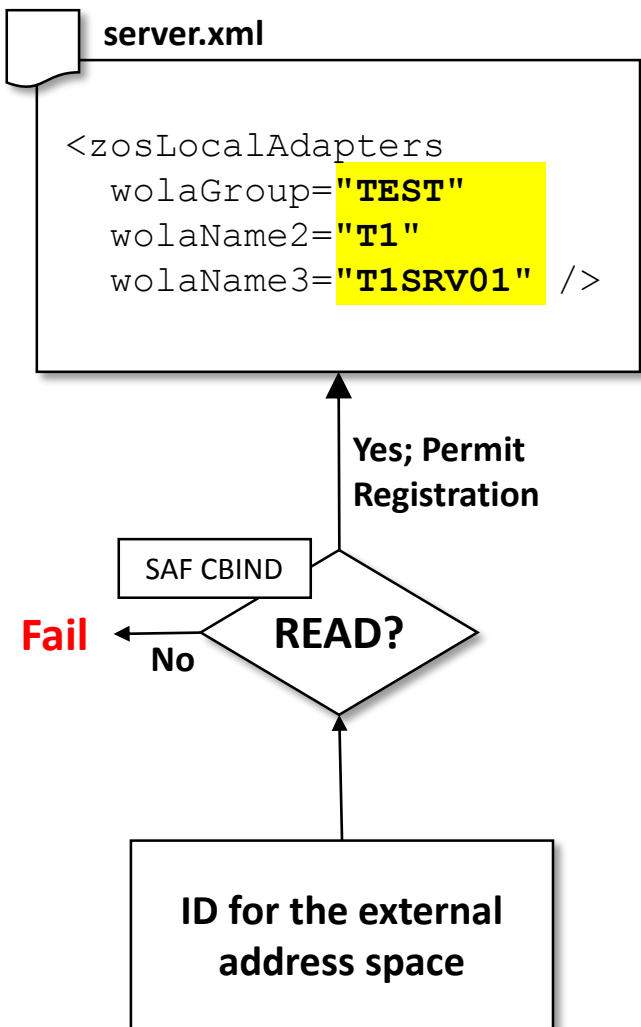 server.xml
<zosLocalAdapters
wolaGroup="TEST"
wolaName2="T1"
wolaName3="T1SRV01" />
Yes; Permit
Registration
SAF CBIND
READ?
Fail
No
ID for the external
address space